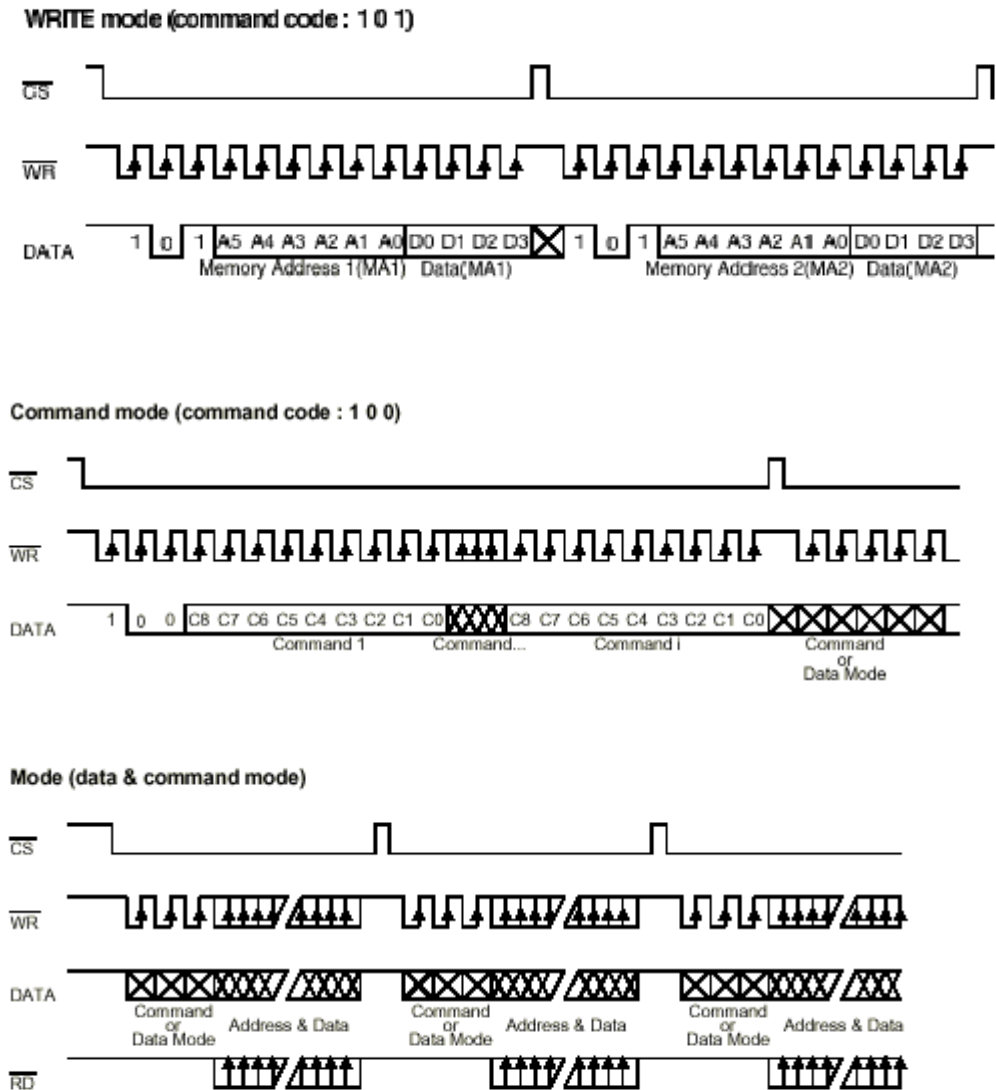 WRITE mode (command code : 1 0 1)
CS
WR
DATA 1 0 1 A5 A4 A3 A2 A1 A0 D0 D1 D2 D3 1 0 1 A5 A4 A3 A2 A1 A0 D0 D1 D2 D3
Memory Address 1(MA1) Data(MA1) Memory Address 2(MA2) Data(MA2)
Command mode (command code : 1 0 0)
CS
WR
DATA 1 0 0 C8 C7 C6 C5 C4 C3 C2 C1 C0 C8 C7 C6 C5 C4 C3 C2 C1 C0
Command 1 Command... Command i Command
or
Data Mode
Mode (data & command mode)
CS
WR
DATA
Command Command Command
or Address & Data or Address & Data or Address & Data
Data Mode Data Mode Data Mode
RD